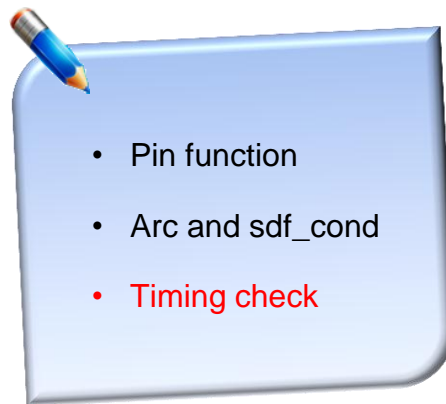 • Pin function
• Arc and sdf_cond
• Timing check